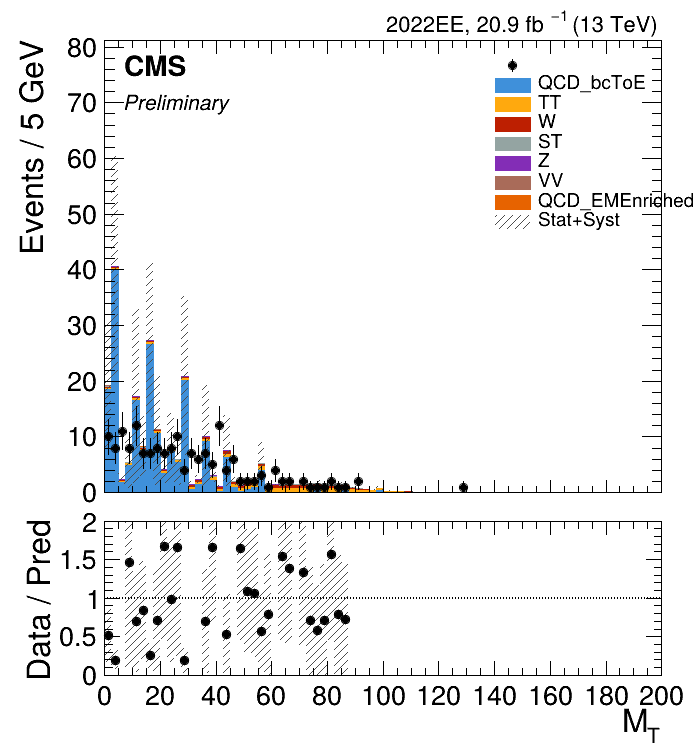 2022EE, 20.9 fb⁻¹ (13 TeV)
CMS
Preliminary
QCD_bcToE
TT
W
ST
Z
VV
QCD_EMEnriched
Stat+Syst
Events / 5 GeV
80
70
60
50
40
30
20
10
0
Data / Pred
2
1.5
1
0.5
0
0 20 40 60 80 100 120 140 160 180 200
M_T